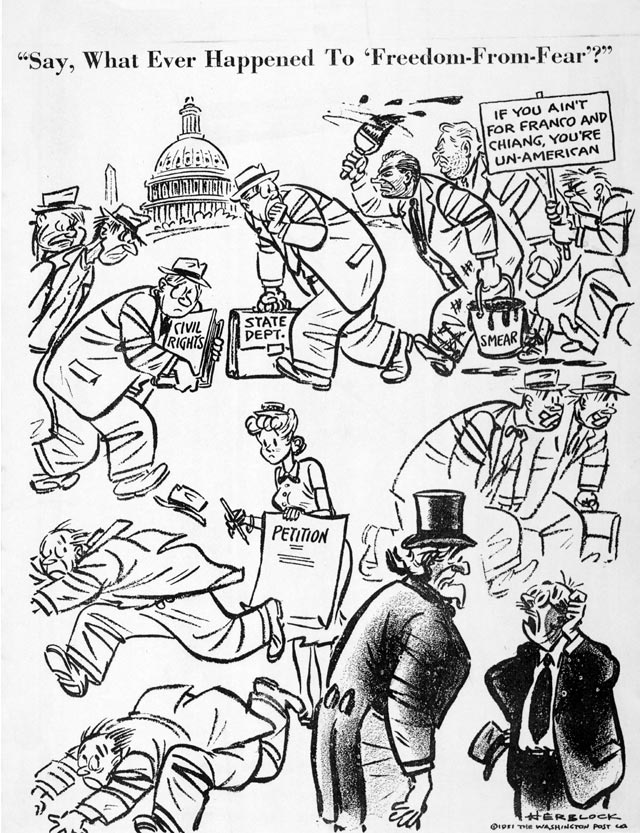 "Say, What Ever Happened To 'Freedom-From-Fear'?"
IF YOU AIN'T
FOR FRANCO AND
CHIANG, YOU'RE
UN-AMERICAN
CIVIL
RIGHTS
STATE
DEPT.
SMEAR
PETITION
HERBLOCK
©1951 THE WASHINGTON POST CO